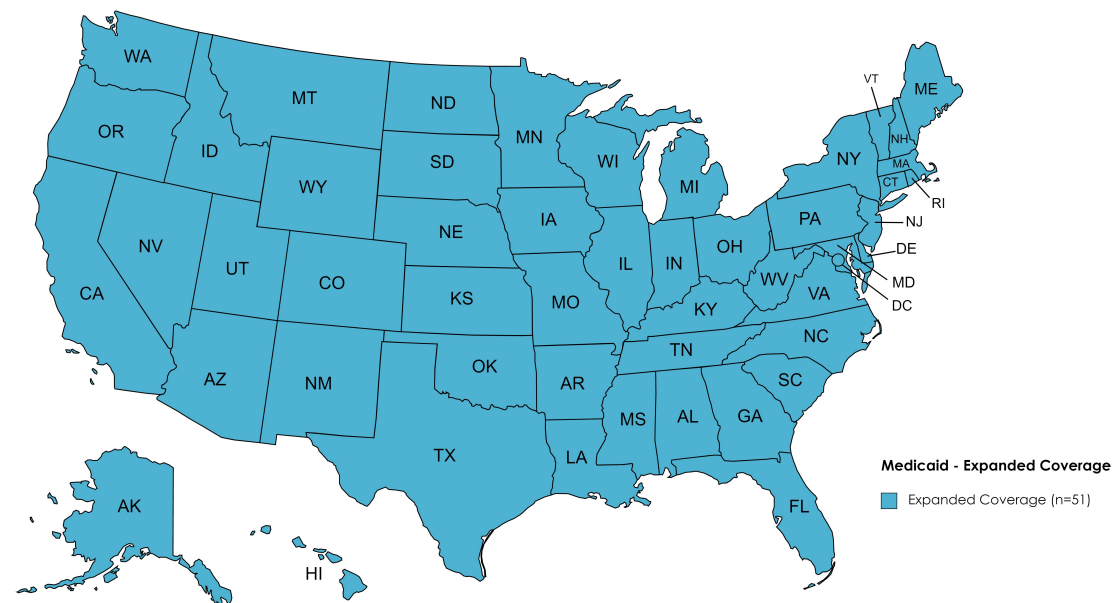 WA
MT
ND
MN
VT
ME
OR
ID
SD
WI
MI
NY
NH
MA
CT
RI
WY
IA
PA
NJ
NE
OH
DE
NV
UT
CO
IL
IN
WV
MD
CA
KS
MO
VA
DC
KY
NC
TN
AZ
NM
OK
AR
SC
MS
AL
GA
TX
LA
Medicaid - Expanded Coverage
Expanded Coverage (n=51)
AK
FL
HI